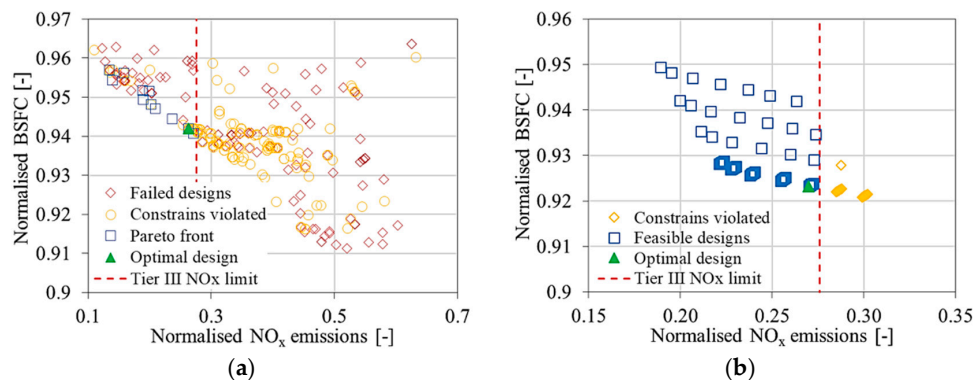 0.97
0.96
0.95
0.94
0.93
0.92
0.91
0.9
Normalised BSFC [-]
Failed designs
Constrains violated
Pareto front
Optimal design
Tier III NOx limit
0.1 0.3 0.5 0.7
Normalised NOx emissions [-]
(a)
0.96
0.95
0.94
0.93
0.92
0.91
0.9
Normalised BSFC [-]
Constrains violated
Feasible designs
Optimal design
Tier III NOx limit
0.15 0.20 0.25 0.30 0.35
Normalised NOx emissions [-]
(b)